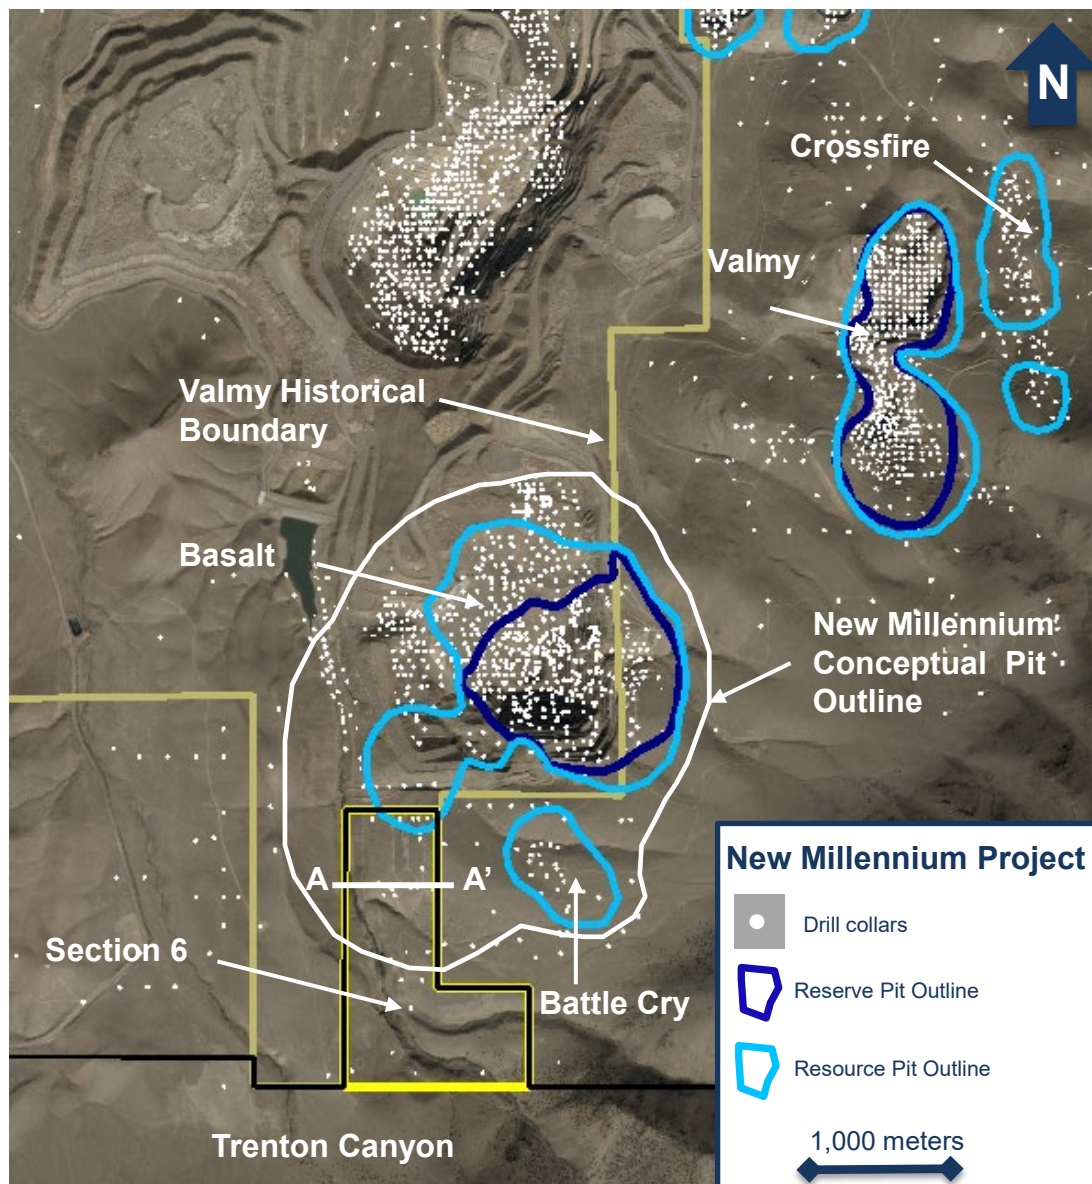 N
Crossfire
Valmy
Valmy Historical
Boundary
Basalt
New Millennium
Conceptual Pit
Outline
A A'
Section 6
Battle Cry
Trenton Canyon
New Millennium Project
Drill collars
Reserve Pit Outline
Resource Pit Outline
1,000 meters